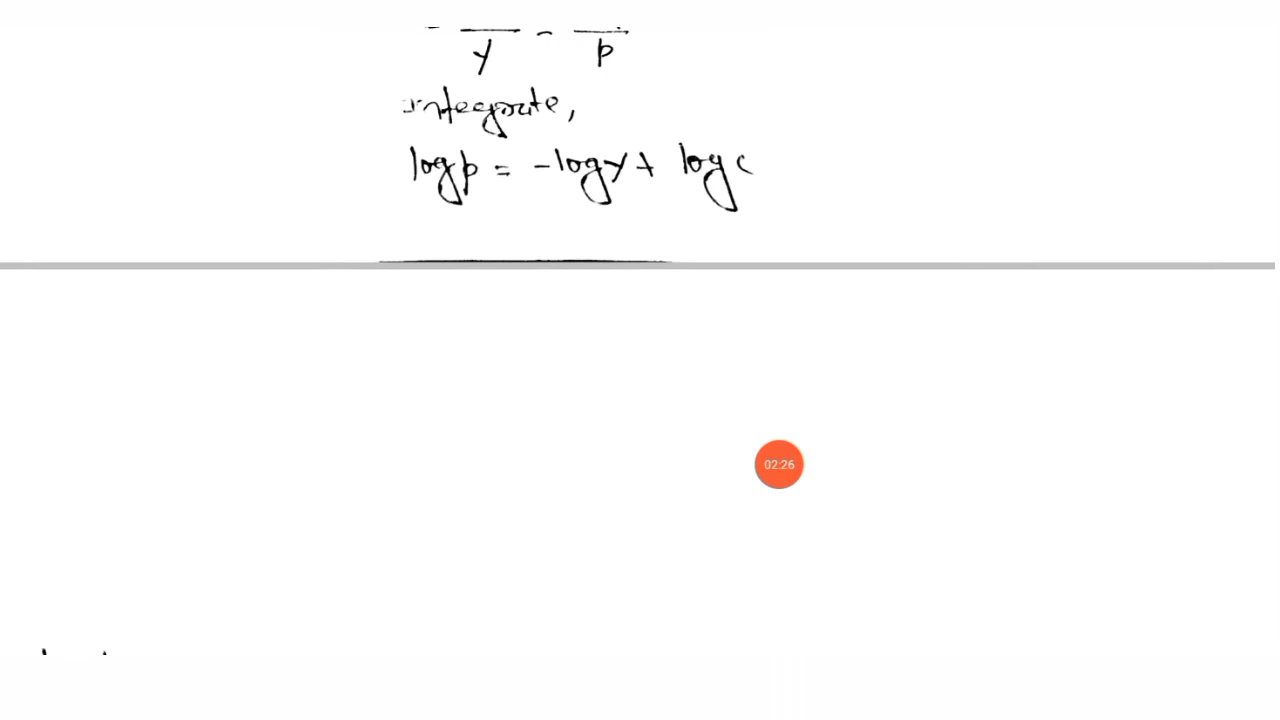 y p
integrate,
log p = -log y + log c
02:26